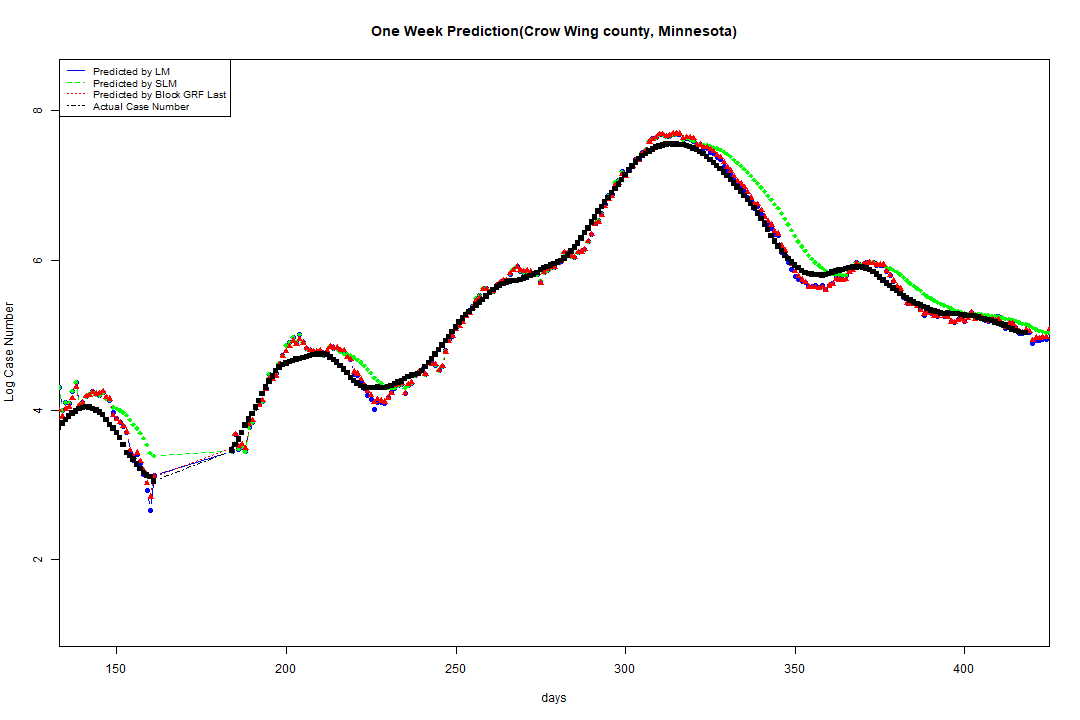 One Week Prediction(Crow Wing county, Minnesota)
Predicted by LM
Predicted by SLM
Predicted by Block GRF Last
Actual Case Number
8
6
4
2
Log Case Number
150 200 250 300 350 400
days